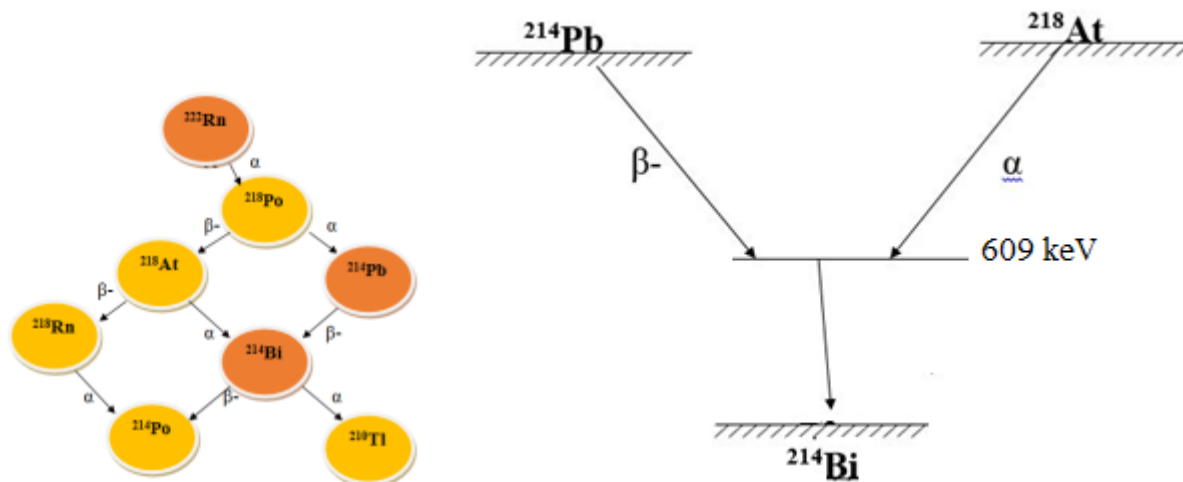 ²²²Rn
α
²¹⁸Po
β-
α
²¹⁸At
²¹⁴Pb
β-
α
β-
²¹⁸Rn
²¹⁴Bi
α
β-
α
²¹⁴Po
²¹⁰Tl
²¹⁴Pb
²¹⁸At
β-
α
609 keV
²¹⁴Bi